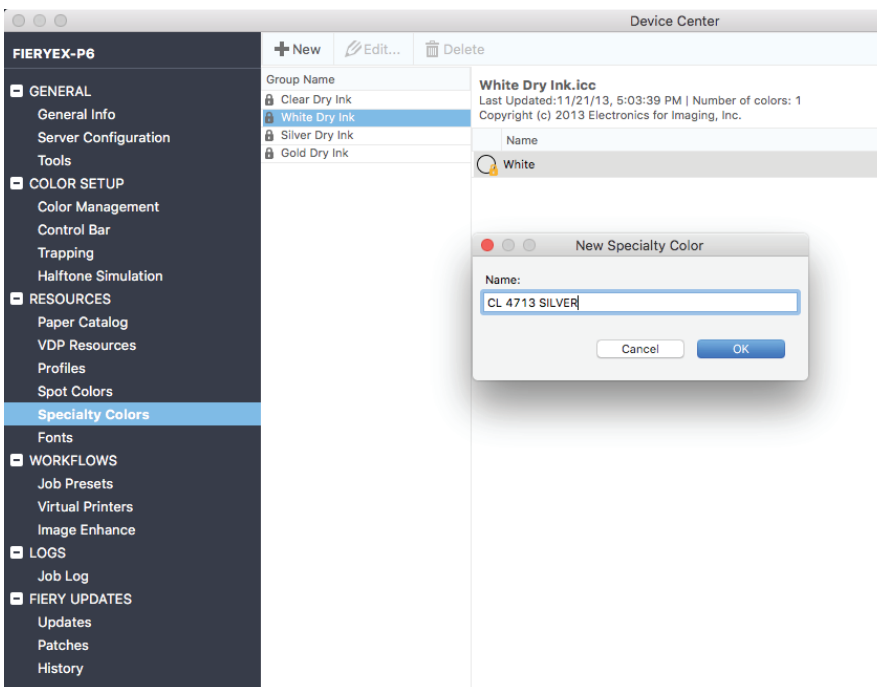 Device Center
FIERYEX-P6
GENERAL
General Info
Server Configuration
Tools
COLOR SETUP
Color Management
Control Bar
Trapping
Halftone Simulation
RESOURCES
Paper Catalog
VDP Resources
Profiles
Spot Colors
Specialty Colors
Fonts
WORKFLOWS
Job Presets
Virtual Printers
Image Enhance
LOGS
Job Log
FIERY UPDATES
Updates
Patches
History
New Edit... Delete
Group Name
Clear Dry Ink
White Dry Ink
Silver Dry Ink
Gold Dry Ink
White Dry Ink.icc
Last Updated:11/21/13, 5:03:39 PM | Number of colors: 1
Copyright (c) 2013 Electronics for Imaging, Inc.
Name
White
New Specialty Color
Name:
CL 4713 SILVER
Cancel OK